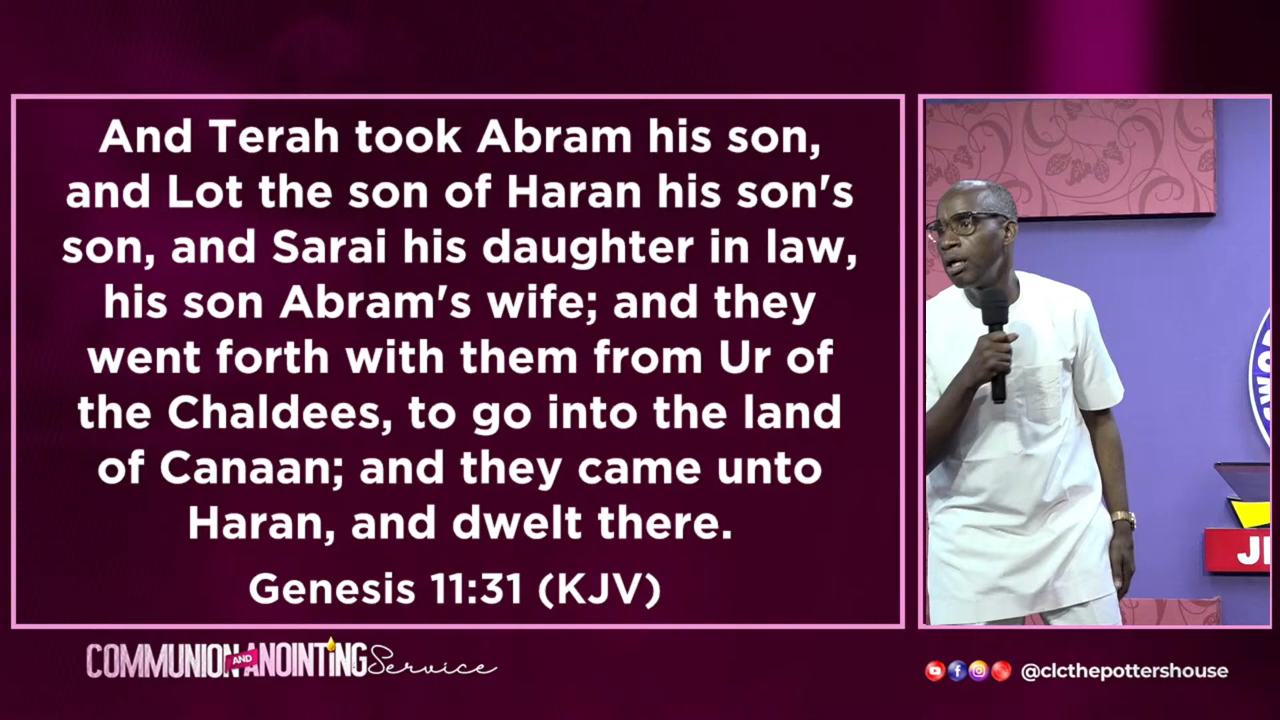 And Terah took Abram his son,
and Lot the son of Haran his son's
son, and Sarai his daughter in law,
his son Abram's wife; and they
went forth with them from Ur of
the Chaldees, to go into the land
of Canaan; and they came unto
Haran, and dwelt there.
Genesis 11:31 (KJV)
COMMUNION AND ANOINTING Service
@clcthepottershouse